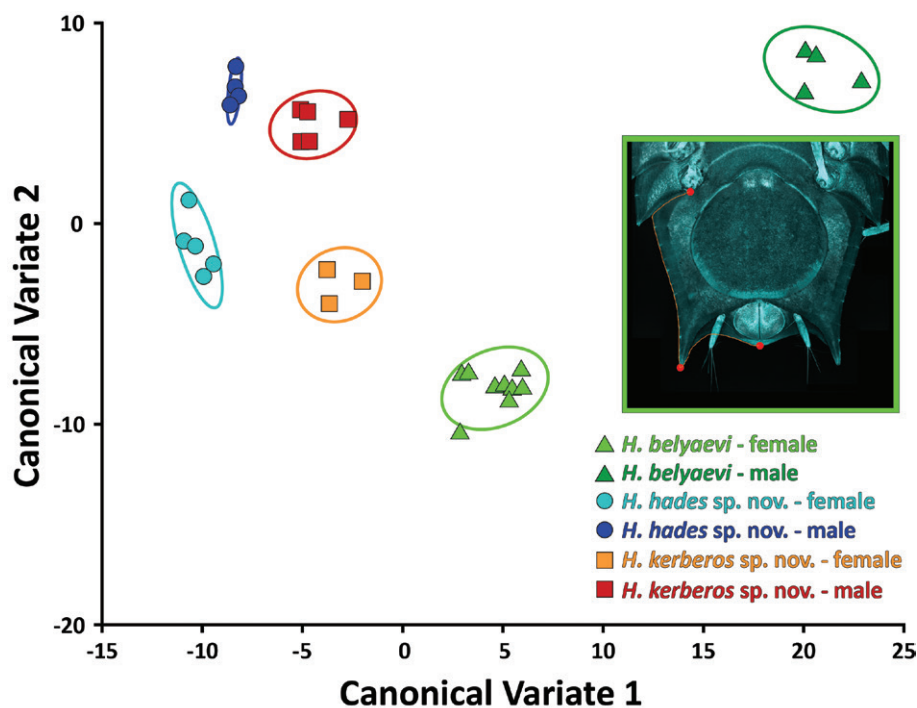 10
0
-10
-20
Canonical Variate 2
-15 -10 -5 0 5 10 15 20 25
Canonical Variate 1
H. belyaevi - female
H. belyaevi - male
H. hades sp. nov. - female
H. hades sp. nov. - male
H. kerberos sp. nov. - female
H. kerberos sp. nov. - male